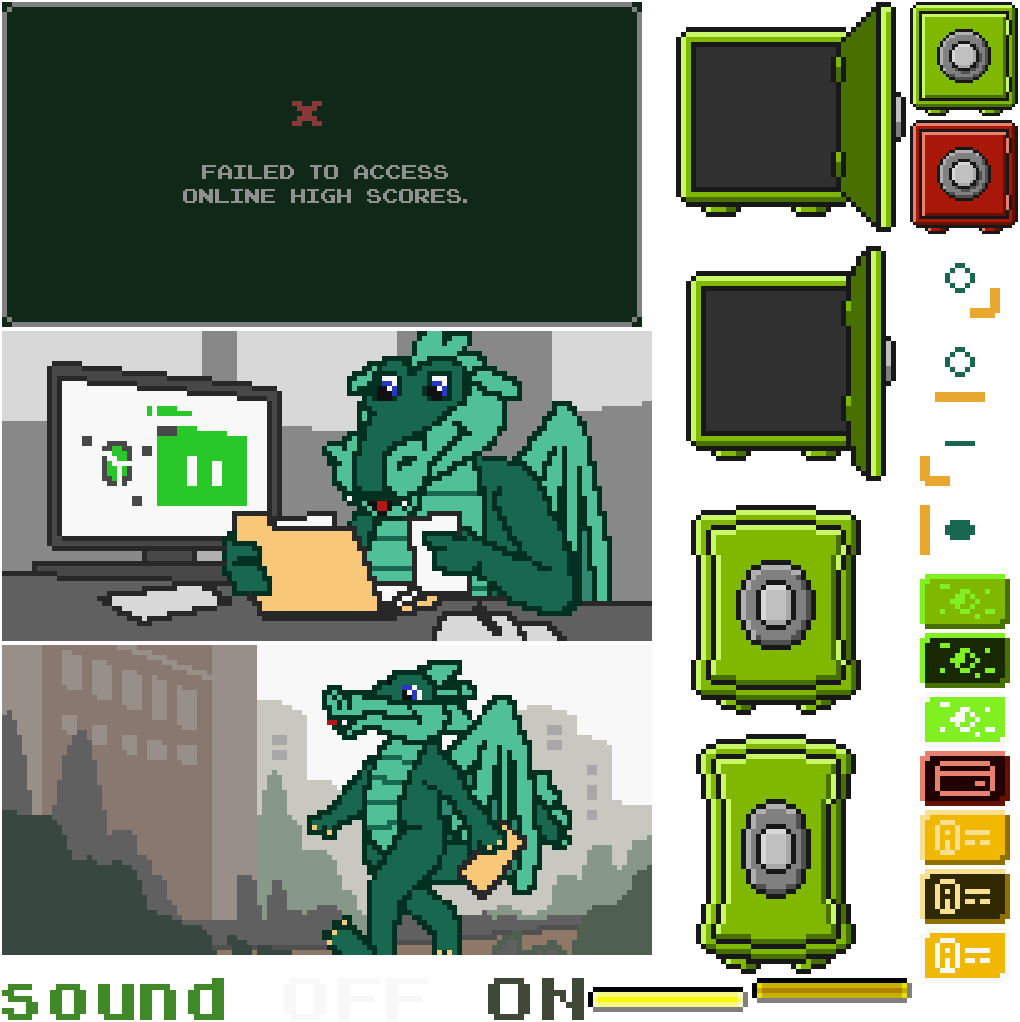 FAILED TO ACCESS
ONLINE HIGH SCORES.
A
A
A
sound OFF ON